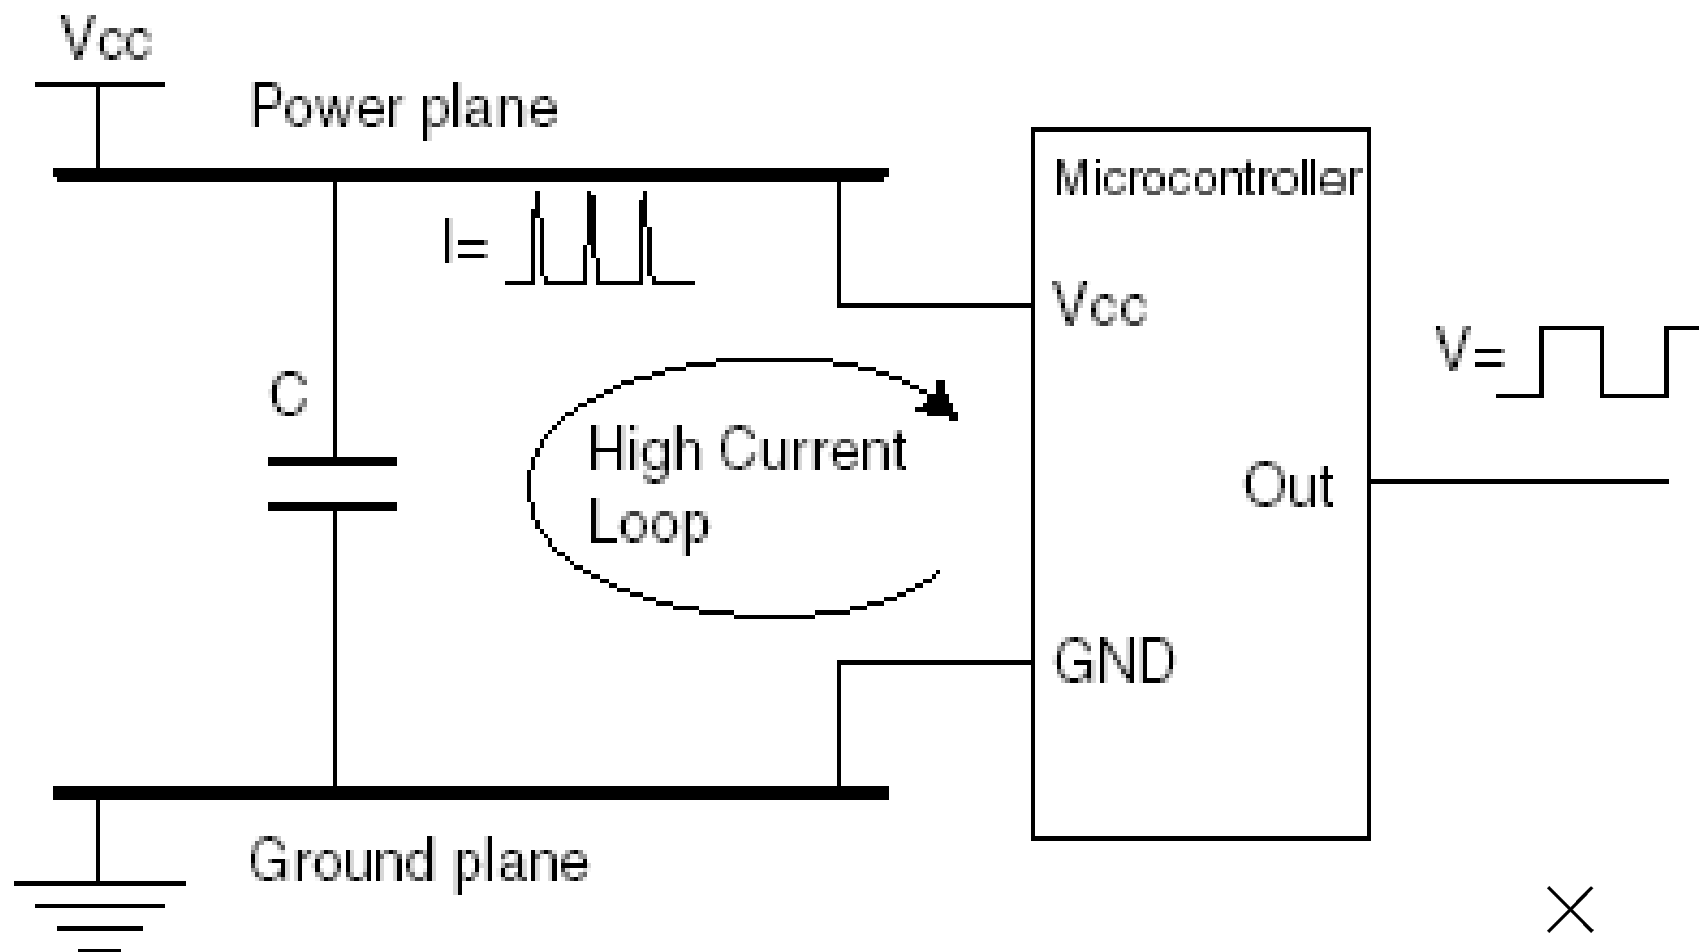 Vcc
Power plane
Microcontroller
I=
Vcc
V=
C
High Current
Loop
Out
GND
Ground plane